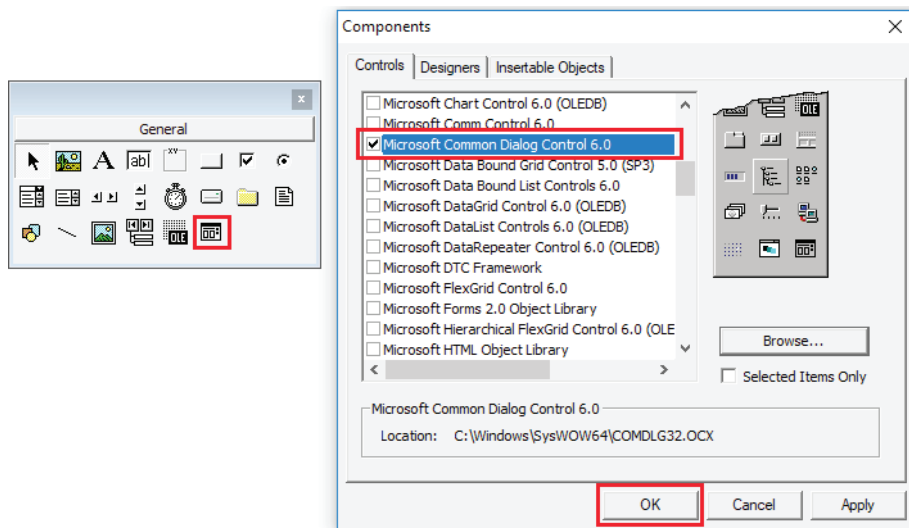 General
A
ab
XY
OLE
Components
Controls
Designers
Insertable Objects
Microsoft Chart Control 6.0 (OLEDB)
Microsoft Comm Control 6.0
Microsoft Common Dialog Control 6.0
Microsoft Data Bound Grid Control 5.0 (SP3)
Microsoft Data Bound List Controls 6.0
Microsoft DataGrid Control 6.0 (OLEDB)
Microsoft DataList Controls 6.0 (OLEDB)
Microsoft DataRepeater Control 6.0 (OLEDB)
Microsoft DTC Framework
Microsoft FlexGrid Control 6.0
Microsoft Forms 2.0 Object Library
Microsoft Hierarchical FlexGrid Control 6.0 (OLE
Microsoft HTML Object Library
OLE
Browse...
Selected Items Only
Microsoft Common Dialog Control 6.0
Location: C:\Windows\SysWOW64\COMDLG32.OCX
OK
Cancel
Apply